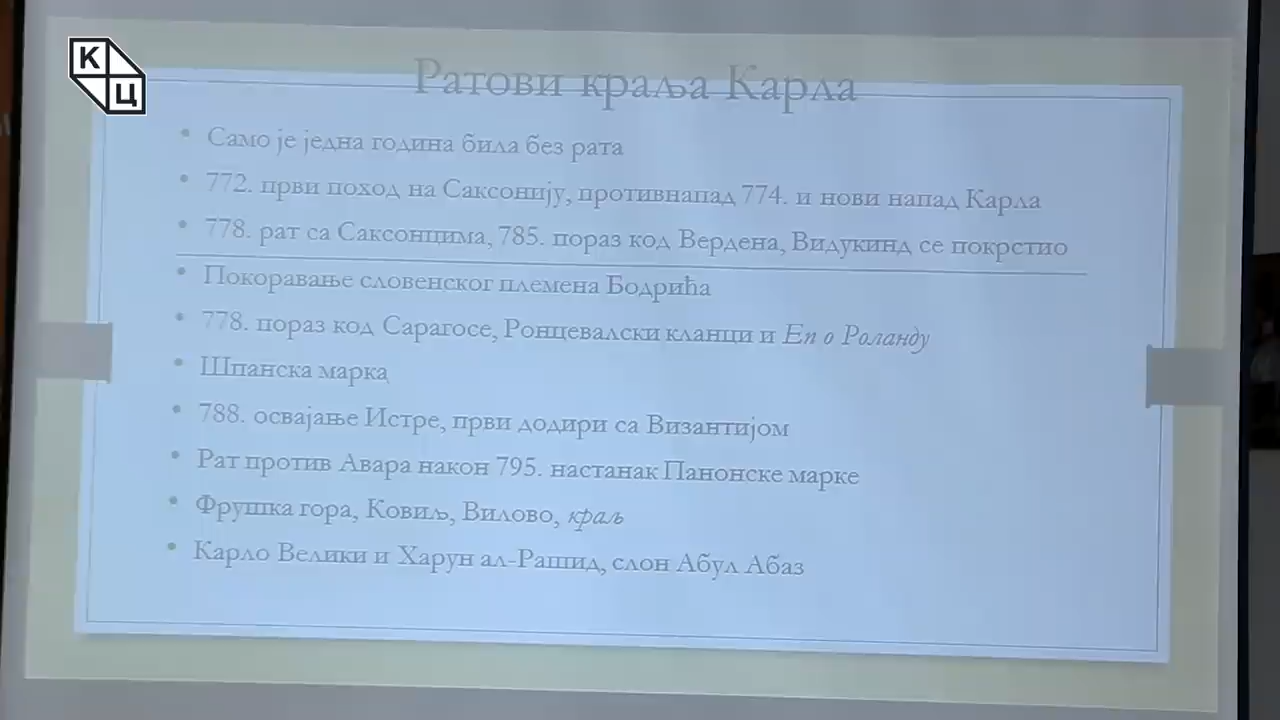 К
Ц
Ратови краља Карла
• Само је једна година била без рата
• 772. први поход на Саксонију, противнапад 774. и нови напад Карла
• 778. рат са Саксонцима, 785. пораз код Вердена, Видукинд се покрстио
• Покоравање словенског племена Бодрића
• 778. пораз код Сарагосе, Ронцевалски кланци и Еп о Роланду
• Шпанска марка
• 788. освајање Истре, први додири са Византијом
• Рат против Авара након 795. настанак Панонске марке
• Фрушка гора, Ковиљ, Вилово, краљ
• Карло Велики и Харун ал-Рашид, слон Абул Абаз